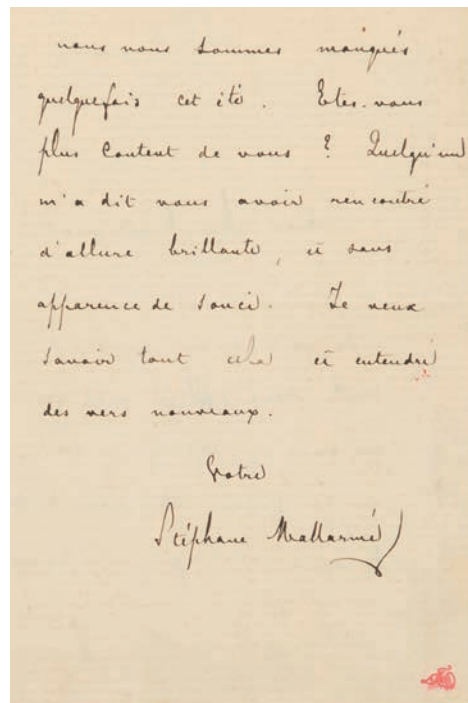 nous nous sommes manqués
quelquefois cet été. Etes-vous
plus content de vous ? Quelqu'un
m'a dit vous avoir rencontré
d'allure brillante, et sans
apparence de souci. Je veux
savoir tout cela et entendre
des vers nouveaux.
Votre
Stéphane Mallarmé